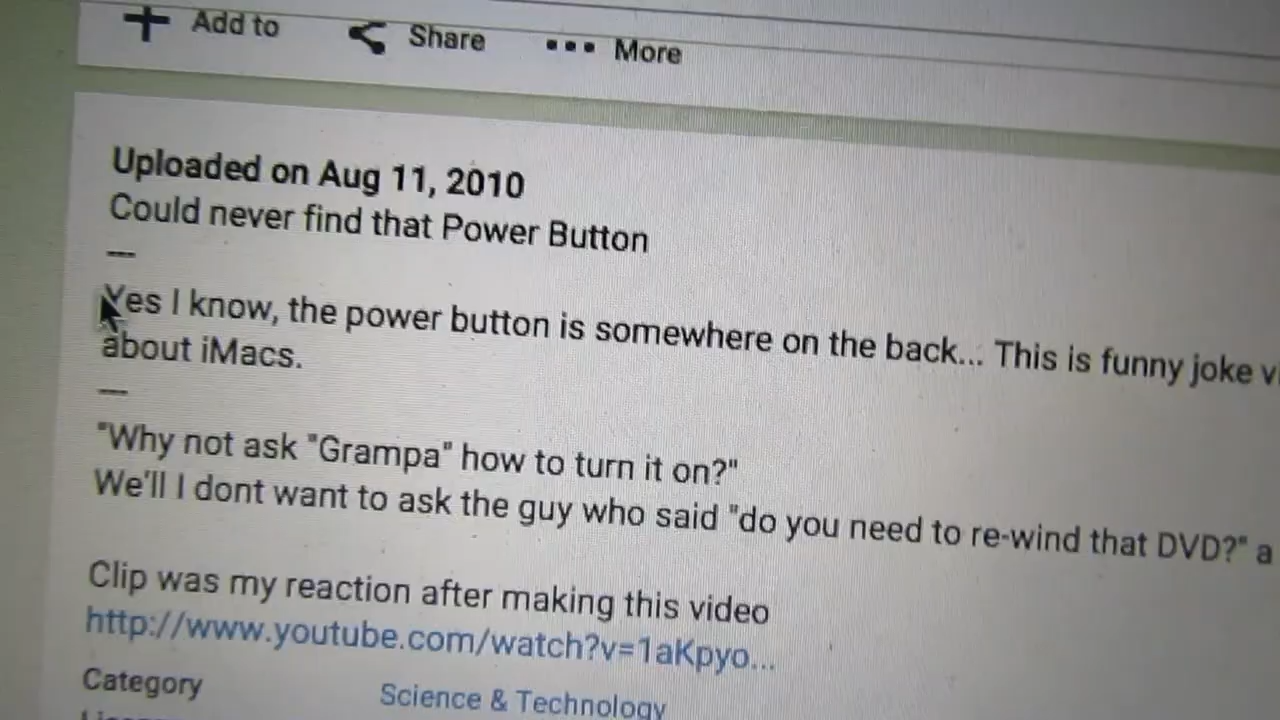 Add to Share More
Uploaded on Aug 11, 2010
Could never find that Power Button
---
Yes I know, the power button is somewhere on the back... This is funny joke
about iMacs.
---
"Why not ask "Grampa" how to turn it on?"
We'll I dont want to ask the guy who said "do you need to re-wind that DVD?" a
Clip was my reaction after making this video
http://www.youtube.com/watch?v=1aKpyo...
Category Science & Technology